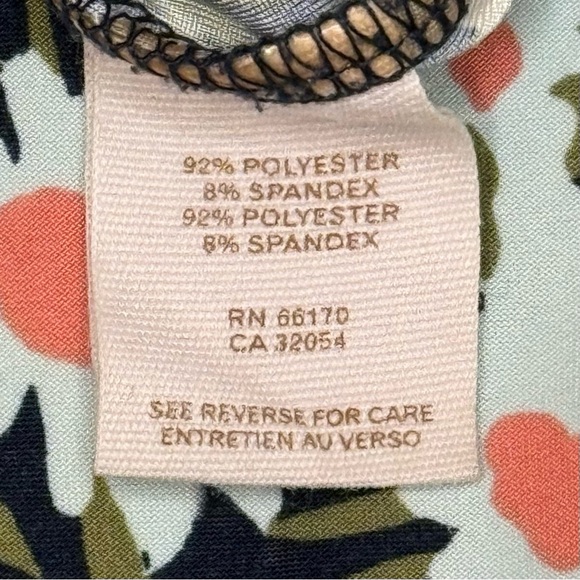 92% POLYESTER
8% SPANDEX
92% POLYESTER
8% SPANDEX
RN 66170
CA 32054
SEE REVERSE FOR CARE
ENTRETIEN AU VERSO